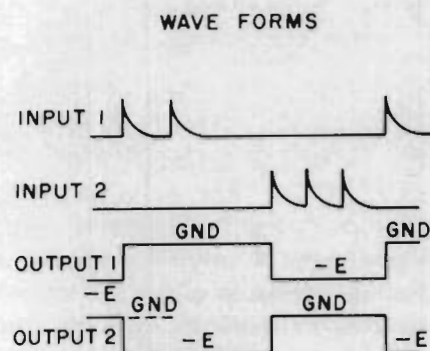 WAVE FORMS
INPUT 1
INPUT 2
GND GND
OUTPUT 1 -E
-E
GND GND
OUTPUT 2 -E -E